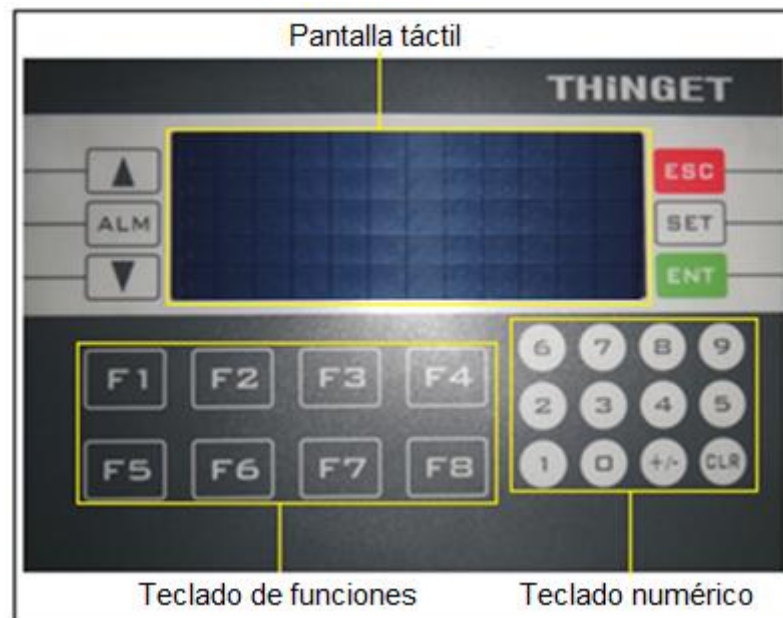 Pantalla táctil
THiNGET
▲ ESC
ALM SET
▼ ENT
F1 F2 F3 F4 6 7 8 9
2 3 4 5
F5 F6 F7 F8 1 0 +/- CLR
Teclado de funciones Teclado numérico